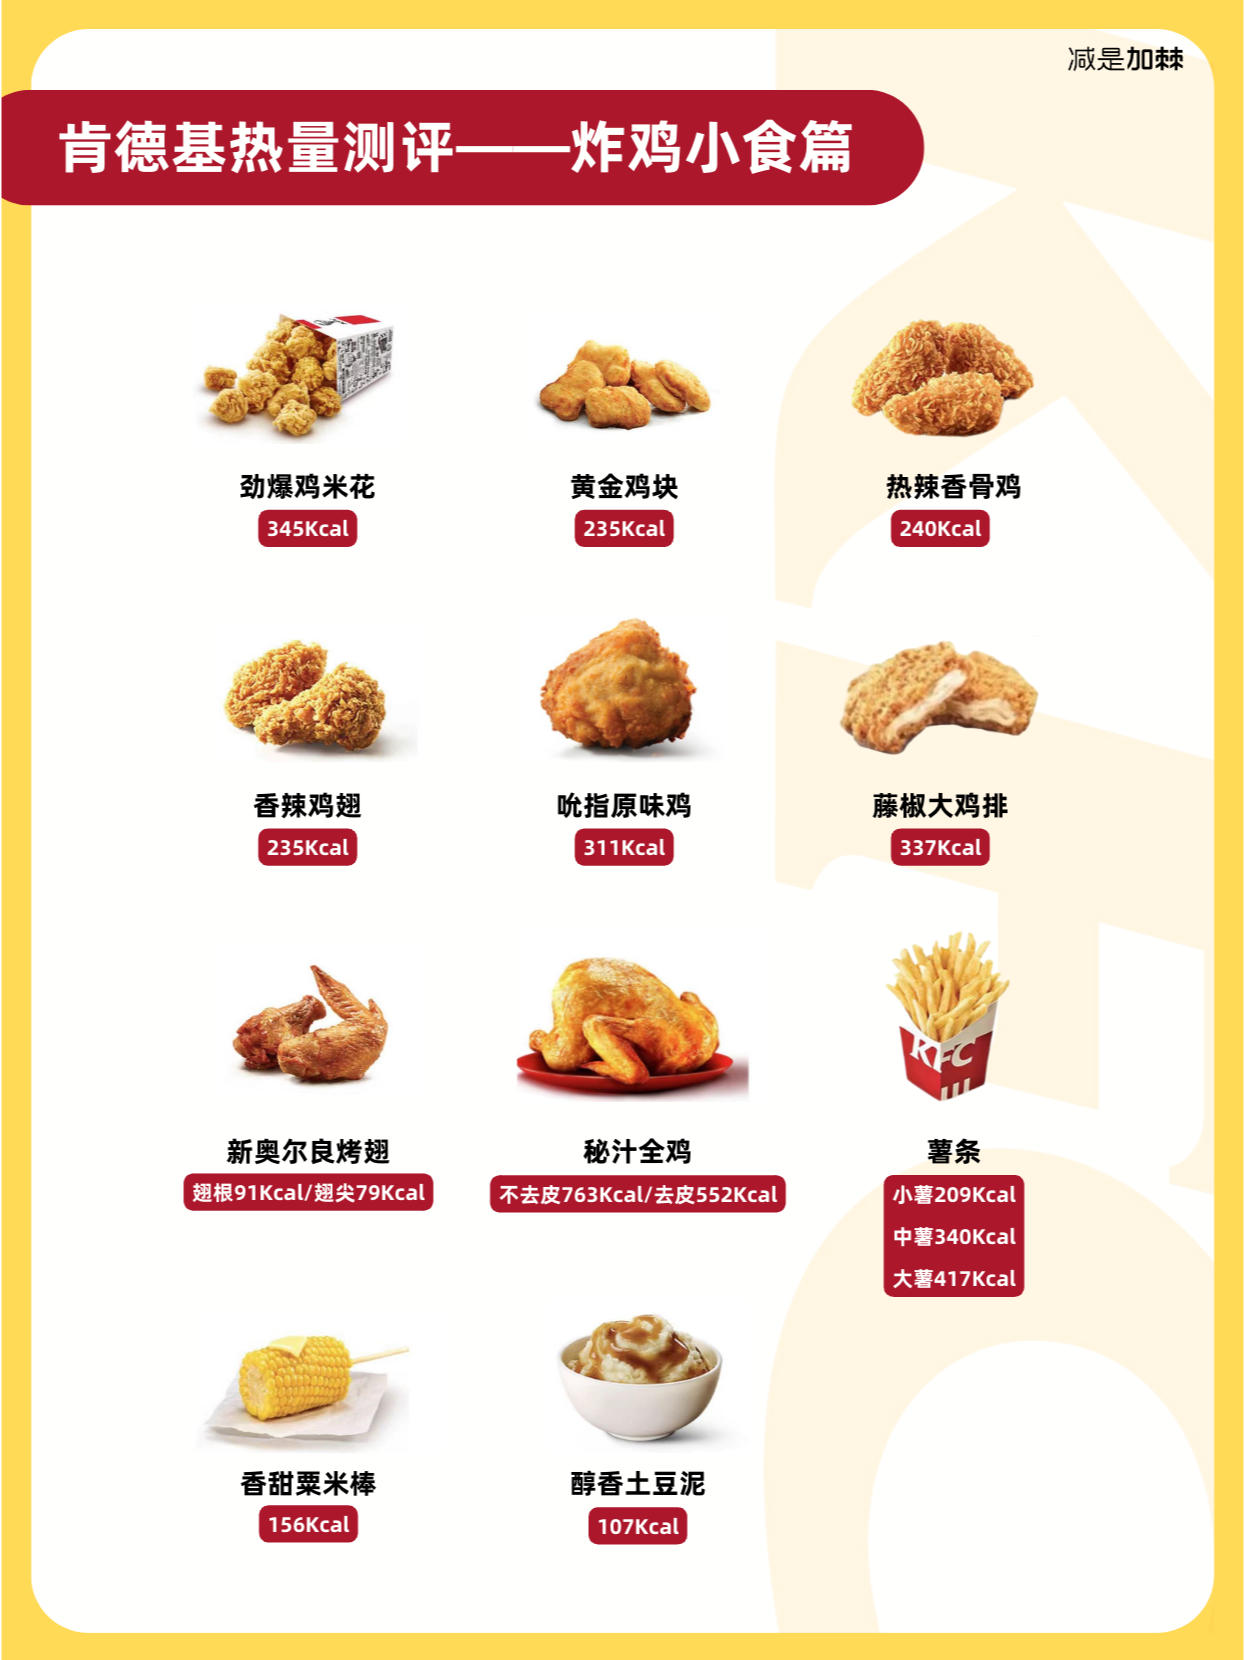 减是加棘
肯德基热量测评——炸鸡小食篇
劲爆鸡米花
345Kcal
黄金鸡块
235Kcal
热辣香骨鸡
240Kcal
香辣鸡翅
235Kcal
吮指原味鸡
311Kcal
藤椒大鸡排
337Kcal
KFC
新奥尔良烤翅
翅根91Kcal/翅尖79Kcal
秘汁全鸡
不去皮763Kcal/去皮552Kcal
薯条
小薯209Kcal
中薯340Kcal
大薯417Kcal
香甜粟米棒
156Kcal
醇香土豆泥
107Kcal